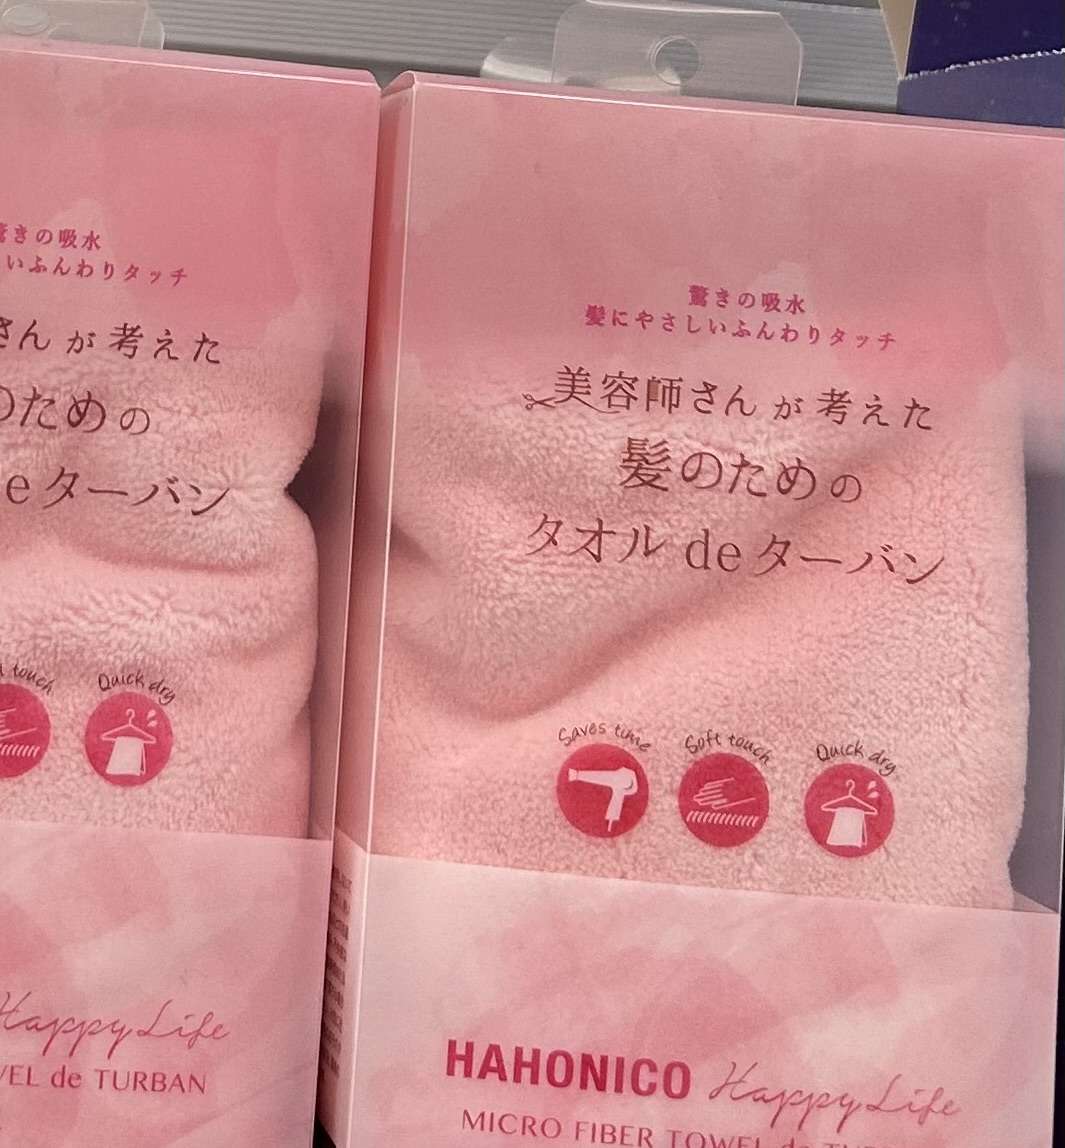 きの吸水
いふんわりタッチ
さんが考えた
のための
deターバン
touch
Quick dry
Happy Life
de TURBAN
驚きの吸水
髪にやさしいふんわりタッチ
美容師さんが考えた
髪のための
タオルdeターバン
Saves time
Soft touch
Quick dry
HAHONICO Happy Life
MICRO FIBER TOWEL de